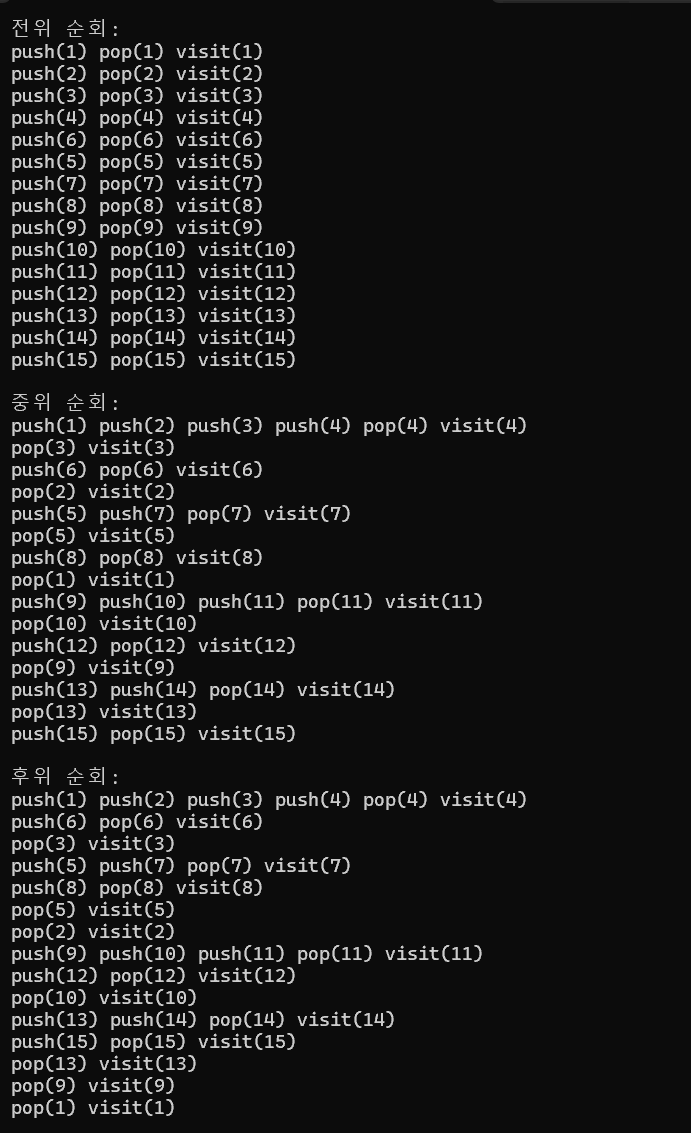 전위 순회:
push(1) pop(1) visit(1)
push(2) pop(2) visit(2)
push(3) pop(3) visit(3)
push(4) pop(4) visit(4)
push(6) pop(6) visit(6)
push(5) pop(5) visit(5)
push(7) pop(7) visit(7)
push(8) pop(8) visit(8)
push(9) pop(9) visit(9)
push(10) pop(10) visit(10)
push(11) pop(11) visit(11)
push(12) pop(12) visit(12)
push(13) pop(13) visit(13)
push(14) pop(14) visit(14)
push(15) pop(15) visit(15)

중위 순회:
push(1) push(2) push(3) push(4) pop(4) visit(4)
pop(3) visit(3)
push(6) pop(6) visit(6)
pop(2) visit(2)
push(5) push(7) pop(7) visit(7)
pop(5) visit(5)
push(8) pop(8) visit(8)
pop(1) visit(1)
push(9) push(10) push(11) pop(11) visit(11)
pop(10) visit(10)
push(12) pop(12) visit(12)
pop(9) visit(9)
push(13) push(14) pop(14) visit(14)
pop(13) visit(13)
push(15) pop(15) visit(15)

후위 순회:
push(1) push(2) push(3) push(4) pop(4) visit(4)
push(6) pop(6) visit(6)
pop(3) visit(3)
push(5) push(7) pop(7) visit(7)
push(8) pop(8) visit(8)
pop(5) visit(5)
pop(2) visit(2)
push(9) push(10) push(11) pop(11) visit(11)
push(12) pop(12) visit(12)
pop(10) visit(10)
push(13) push(14) pop(14) visit(14)
push(15) pop(15) visit(15)
pop(13) visit(13)
pop(9) visit(9)
pop(1) visit(1)